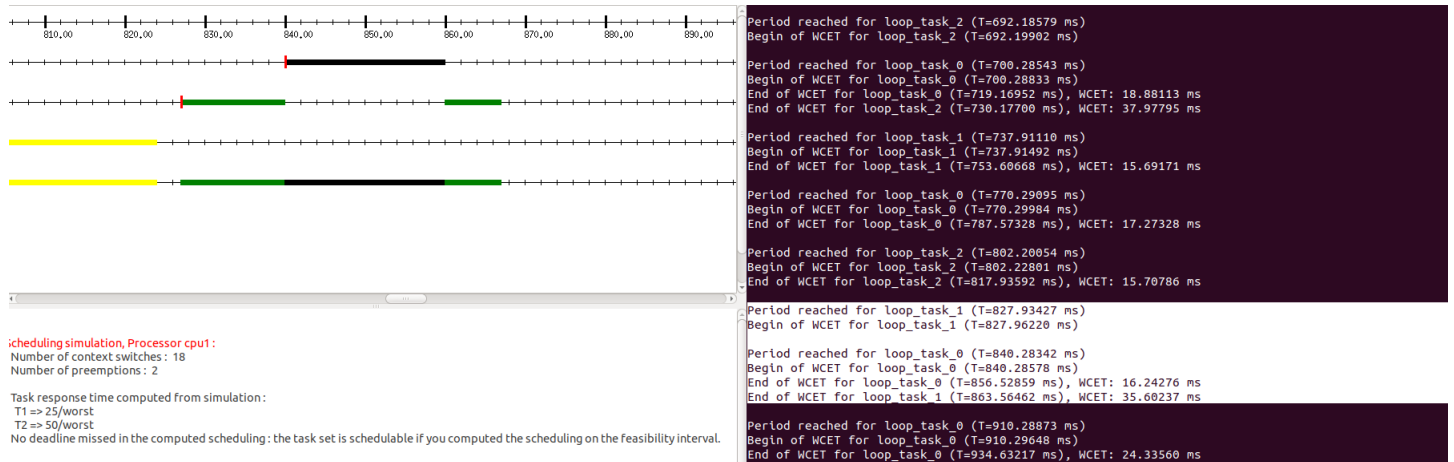 810,00 820,00 830,00 840,00 850,00 860,00 870,00 880,00 890,00
Scheduling simulation, Processor cpu1 :
Number of context switches : 18
Number of preemptions : 2
Task response time computed from simulation :
T1 => 25/worst
T2 => 50/worst
No deadline missed in the computed scheduling : the task set is schedulable if you computed the scheduling on the feasibility interval.
Period reached for loop_task_2 (T=692.18579 ms)
Begin of WCET for loop_task_2 (T=692.19902 ms)
Period reached for loop_task_0 (T=700.28543 ms)
Begin of WCET for loop_task_0 (T=700.28833 ms)
End of WCET for loop_task_0 (T=719.16952 ms), WCET: 18.88113 ms
End of WCET for loop_task_2 (T=730.17700 ms), WCET: 37.97795 ms
Period reached for loop_task_1 (T=737.91110 ms)
Begin of WCET for loop_task_1 (T=737.91492 ms)
End of WCET for loop_task_1 (T=753.60668 ms), WCET: 15.69171 ms
Period reached for loop_task_0 (T=770.29095 ms)
Begin of WCET for loop_task_0 (T=770.29984 ms)
End of WCET for loop_task_0 (T=787.57328 ms), WCET: 17.27328 ms
Period reached for loop_task_2 (T=802.20054 ms)
Begin of WCET for loop_task_2 (T=802.22801 ms)
End of WCET for loop_task_2 (T=817.93592 ms), WCET: 15.70786 ms
Period reached for loop_task_1 (T=827.93427 ms)
Begin of WCET for loop_task_1 (T=827.96220 ms)
Period reached for loop_task_0 (T=840.28342 ms)
Begin of WCET for loop_task_0 (T=840.28578 ms)
End of WCET for loop_task_0 (T=856.52859 ms), WCET: 16.24276 ms
End of WCET for loop_task_1 (T=863.56462 ms), WCET: 35.60237 ms
Period reached for loop_task_0 (T=910.28873 ms)
Begin of WCET for loop_task_0 (T=910.29648 ms)
End of WCET for loop_task_0 (T=934.63217 ms), WCET: 24.33560 ms